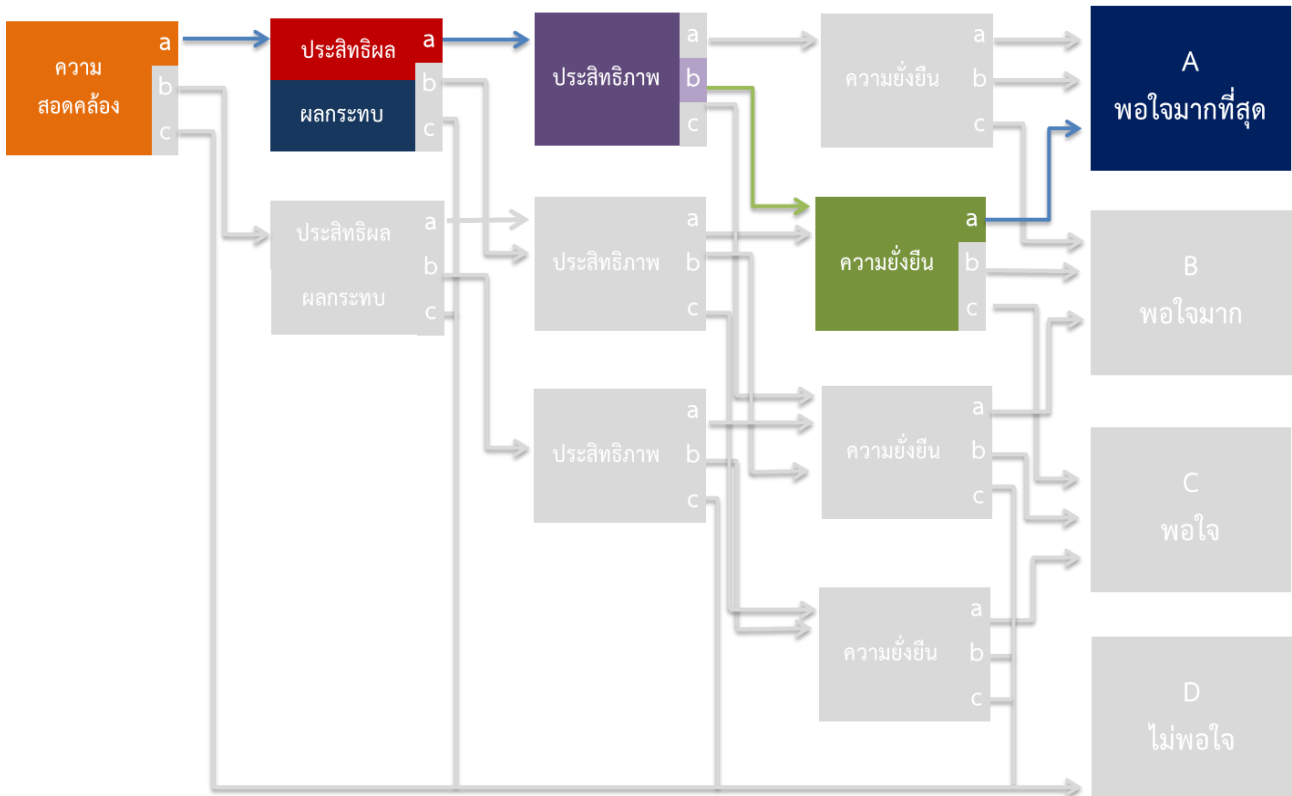 ความ
สอดคล้อง
a
b
c
ประสิทธิผล
ผลกระทบ
a
b
c
ประสิทธิภาพ
a
b
c
ความยั่งยืน
a
b
c
A
พอใจมากที่สุด
ประสิทธิผล
ผลกระทบ
a
b
c
ประสิทธิภาพ
a
b
c
ความยั่งยืน
a
b
c
B
พอใจมาก
ประสิทธิภาพ
a
b
c
ความยั่งยืน
a
b
c
C
พอใจ
ความยั่งยืน
a
b
c
D
ไม่พอใจ